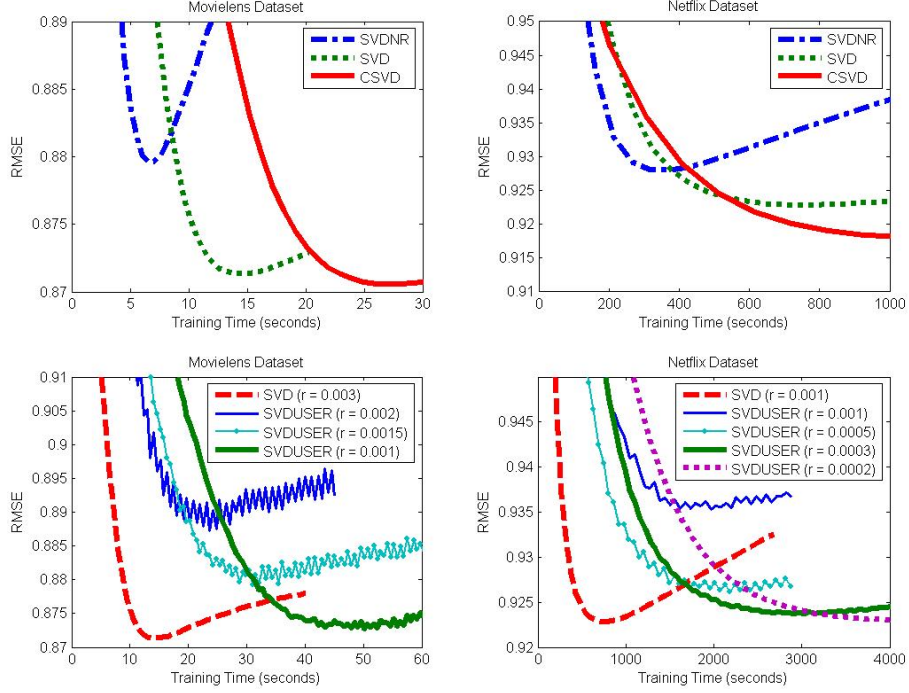 Movielens Dataset
0.89
0.885
0.88
0.875
0.87
RMSE
SVDNR
SVD
CSVD
0 5 10 15 20 25 30
Training Time (seconds)
Netflix Dataset
0.95
0.945
0.94
0.935
0.93
0.925
0.92
0.915
0.91
RMSE
SVDNR
SVD
CSVD
0 200 400 600 800 1000
Training Time (seconds)
Movielens Dataset
0.91
0.905
0.9
0.895
0.89
0.885
0.88
0.875
0.87
RMSE
SVD (r = 0.003)
SVDUSER (r = 0.002)
SVDUSER (r = 0.0015)
SVDUSER (r = 0.001)
0 10 20 30 40 50 60
Training Time (seconds)
Netflix Dataset
0.945
0.94
0.935
0.93
0.925
0.92
RMSE
SVD (r = 0.001)
SVDUSER (r = 0.001)
SVDUSER (r = 0.0005)
SVDUSER (r = 0.0003)
SVDUSER (r = 0.0002)
0 1000 2000 3000 4000
Training Time (seconds)